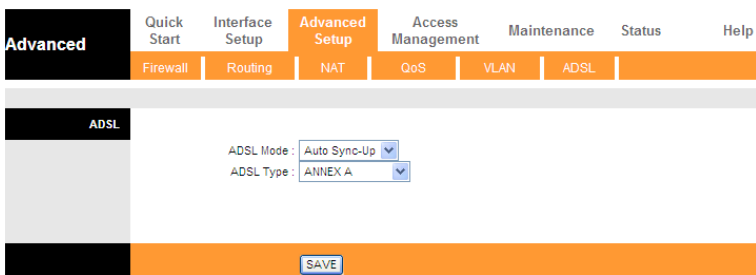 Advanced
Quick Start
Interface Setup
Advanced Setup
Access Management
Maintenance
Status
Help
Firewall
Routing
NAT
QoS
VLAN
ADSL
ADSL
ADSL Mode : Auto Sync-Up
ADSL Type : ANNEX A
SAVE